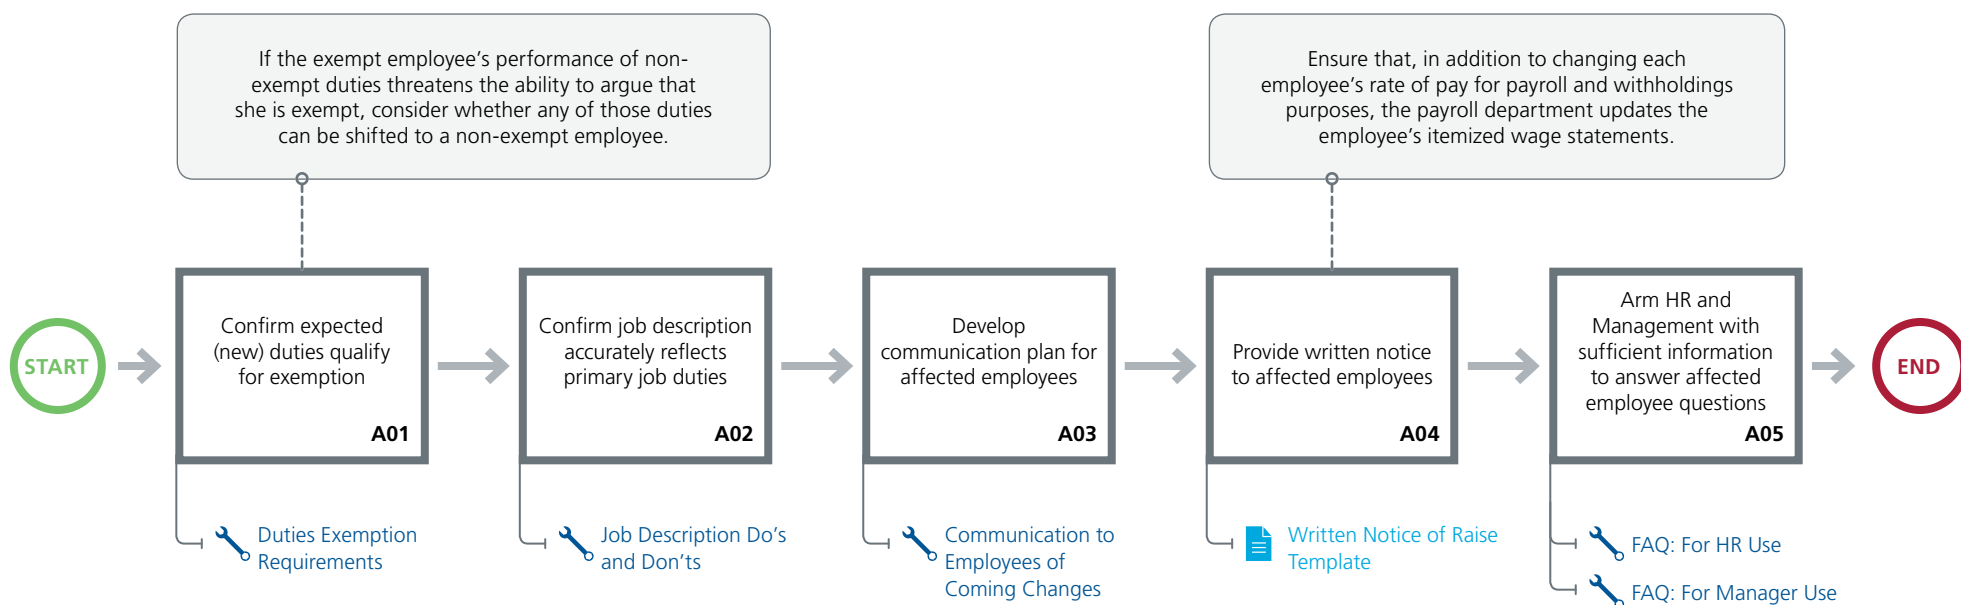 If the exempt employee’s performance of non-
exempt duties threatens the ability to argue that
she is exempt, consider whether any of those duties
can be shifted to a non-exempt employee.
Ensure that, in addition to changing each
employee’s rate of pay for payroll and withholdings
purposes, the payroll department updates the
employee’s itemized wage statements.
START
Confirm expected
(new) duties qualify
for exemption
A01
Confirm job description
accurately reflects
primary job duties
A02
Develop
communication plan for
affected employees
A03
Provide written notice
to affected employees
A04
Arm HR and
Management with
sufficient information
to answer affected
employee questions
A05
END
Duties Exemption
Requirements
Job Description Do’s
and Don’ts
Communication to
Employees of
Coming Changes
Written Notice of Raise
Template
FAQ: For HR Use
FAQ: For Manager Use